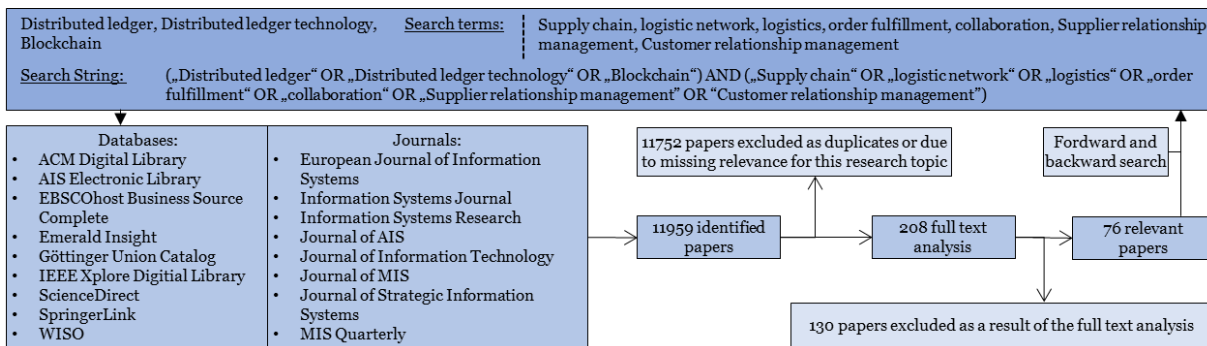 Distributed ledger, Distributed ledger technology,
Blockchain
Search terms:
Supply chain, logistic network, logistics, order fulfillment, collaboration, Supplier relationship
management, Customer relationship management
Search String:
(„Distributed ledger“ OR „Distributed ledger technology“ OR „Blockchain“) AND („Supply chain“ OR „logistic network“ OR „logistics“ OR „order
fulfillment“ OR „collaboration“ OR „Supplier relationship management“ OR “Customer relationship management”)
Databases:
• ACM Digital Library
• AIS Electronic Library
• EBSCOhost Business Source
Complete
• Emerald Insight
• Göttinger Union Catalog
• IEEE Xplore Digitial Library
• ScienceDirect
• SpringerLink
• WISO
Journals:
• European Journal of Information
Systems
• Information Systems Journal
• Information Systems Research
• Journal of AIS
• Journal of Information Technology
• Journal of MIS
• Journal of Strategic Information
Systems
• MIS Quarterly
11752 papers excluded as duplicates or due
to missing relevance for this research topic
Fordward and
backward search
11959 identified
papers
208 full text
analysis
76 relevant
papers
130 papers excluded as a result of the full text analysis